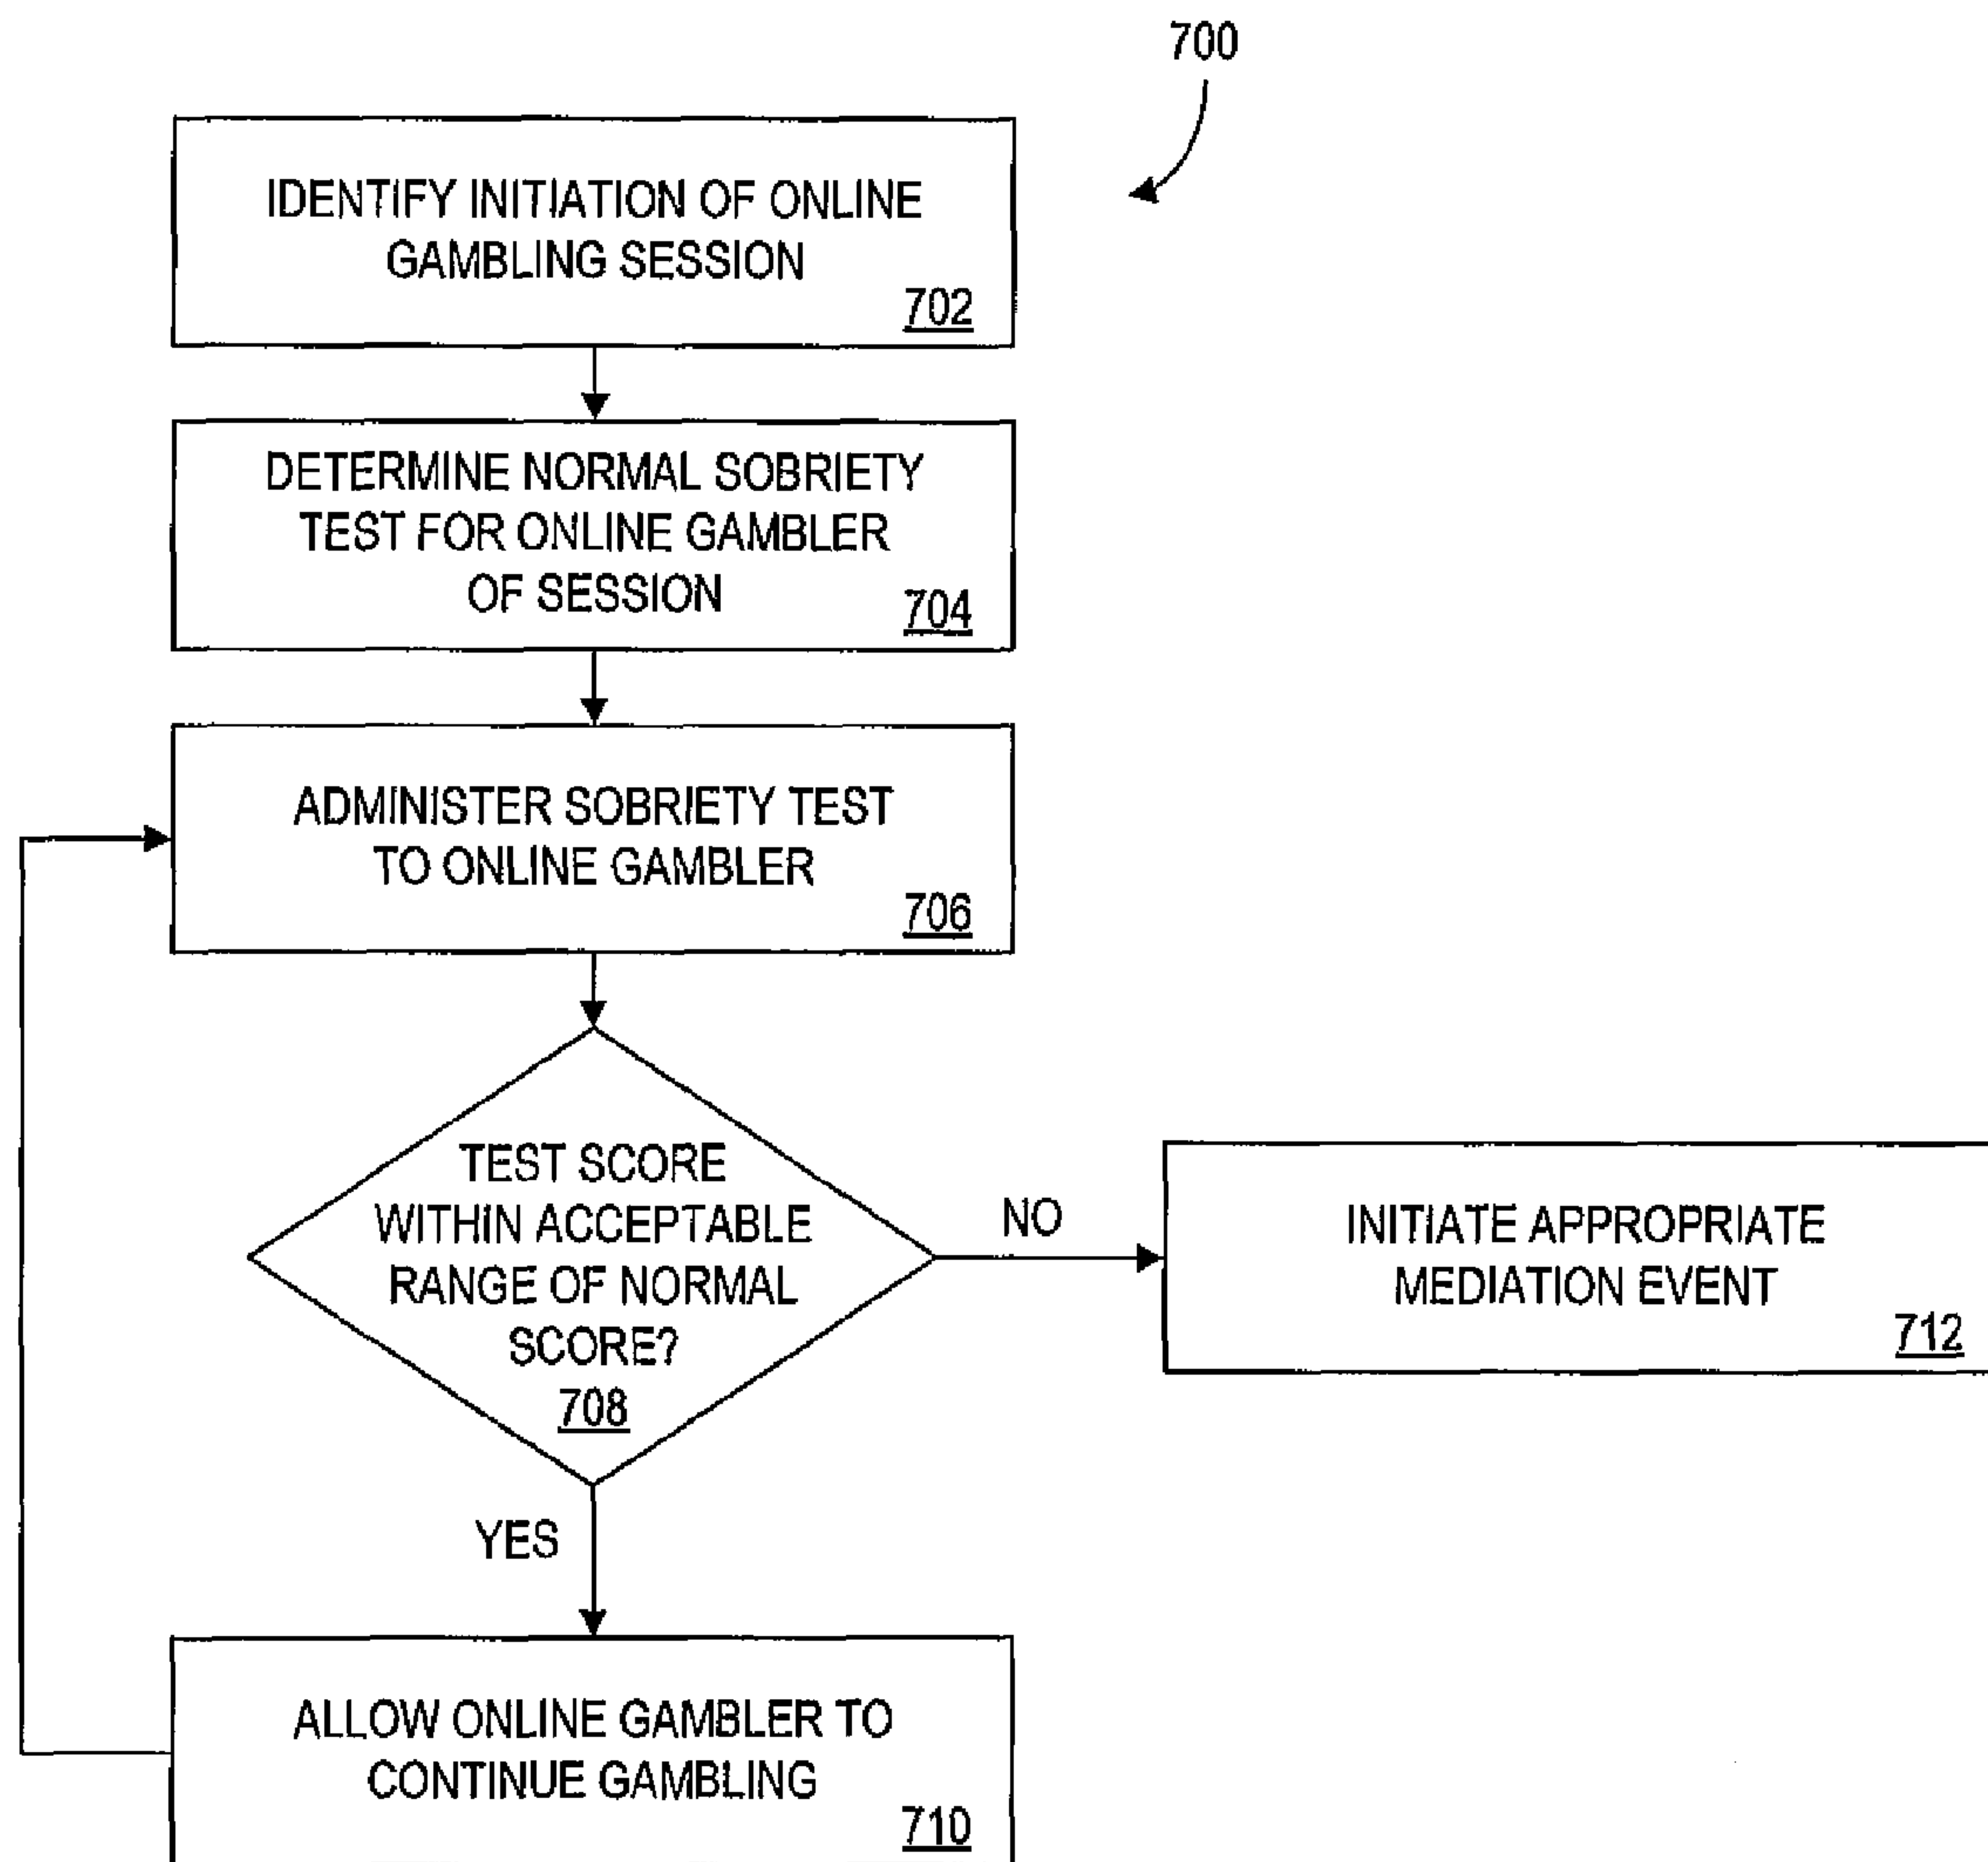 700
IDENTIFY INITIATION OF ONLINE
GAMBLING SESSION
702
DETERMINE NORMAL SOBRIETY
TEST FOR ONLINE GAMBLER
OF SESSION
704
ADMINISTER SOBRIETY TEST
TO ONLINE GAMBLER
706
TEST SCORE
WITHIN ACCEPTABLE
RANGE OF NORMAL
SCORE?
708
NO
INITIATE APPROPRIATE
MEDIATION EVENT
712
YES
ALLOW ONLINE GAMBLER TO
CONTINUE GAMBLING
710